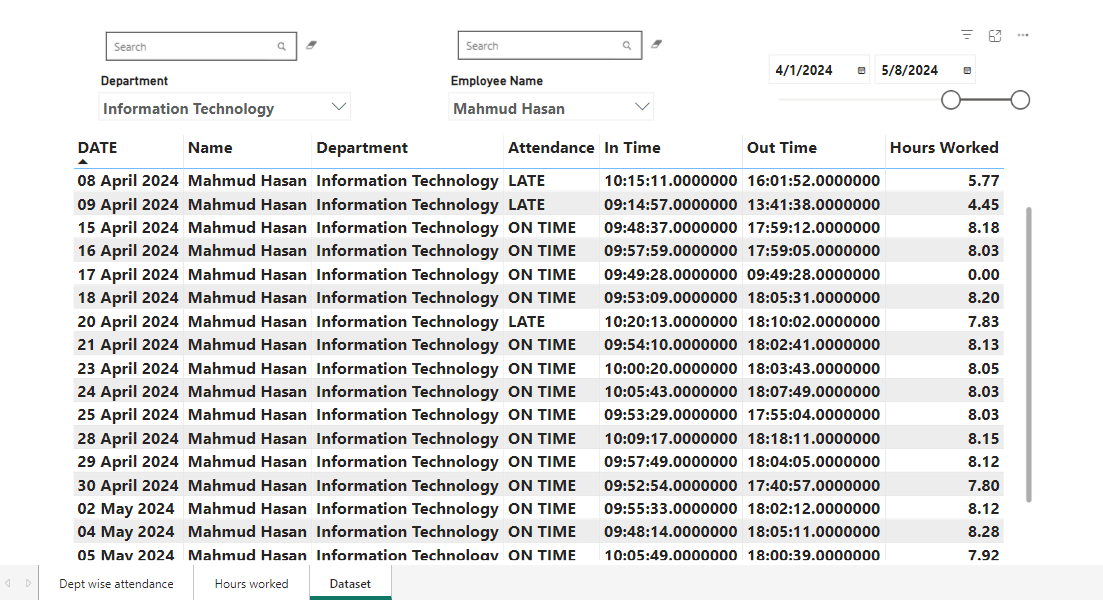 Search Search
Department Employee Name 4/1/2024 5/8/2024
Information Technology Mahmud Hasan
DATE Name Department Attendance In Time Out Time Hours Worked
08 April 2024 Mahmud Hasan Information Technology LATE 10:15:11.0000000 16:01:52.0000000 5.77
09 April 2024 Mahmud Hasan Information Technology LATE 09:14:57.0000000 13:41:38.0000000 4.45
15 April 2024 Mahmud Hasan Information Technology ON TIME 09:48:37.0000000 17:59:12.0000000 8.18
16 April 2024 Mahmud Hasan Information Technology ON TIME 09:57:59.0000000 17:59:05.0000000 8.03
17 April 2024 Mahmud Hasan Information Technology ON TIME 09:49:28.0000000 09:49:28.0000000 0.00
18 April 2024 Mahmud Hasan Information Technology ON TIME 09:53:09.0000000 18:05:31.0000000 8.20
20 April 2024 Mahmud Hasan Information Technology LATE 10:20:13.0000000 18:10:02.0000000 7.83
21 April 2024 Mahmud Hasan Information Technology ON TIME 09:54:10.0000000 18:02:41.0000000 8.13
23 April 2024 Mahmud Hasan Information Technology ON TIME 10:00:20.0000000 18:03:43.0000000 8.05
24 April 2024 Mahmud Hasan Information Technology ON TIME 10:05:43.0000000 18:07:49.0000000 8.03
25 April 2024 Mahmud Hasan Information Technology ON TIME 09:53:29.0000000 17:55:04.0000000 8.03
28 April 2024 Mahmud Hasan Information Technology ON TIME 10:09:17.0000000 18:18:11.0000000 8.15
29 April 2024 Mahmud Hasan Information Technology ON TIME 09:57:49.0000000 18:04:05.0000000 8.12
30 April 2024 Mahmud Hasan Information Technology ON TIME 09:52:54.0000000 17:40:57.0000000 7.80
02 May 2024 Mahmud Hasan Information Technology ON TIME 09:55:33.0000000 18:02:12.0000000 8.12
04 May 2024 Mahmud Hasan Information Technology ON TIME 09:48:14.0000000 18:05:11.0000000 8.28
05 May 2024 Mahmud Hasan Information Technology ON TIME 10:05:49.0000000 18:00:39.0000000 7.92
Dept wise attendance Hours worked Dataset